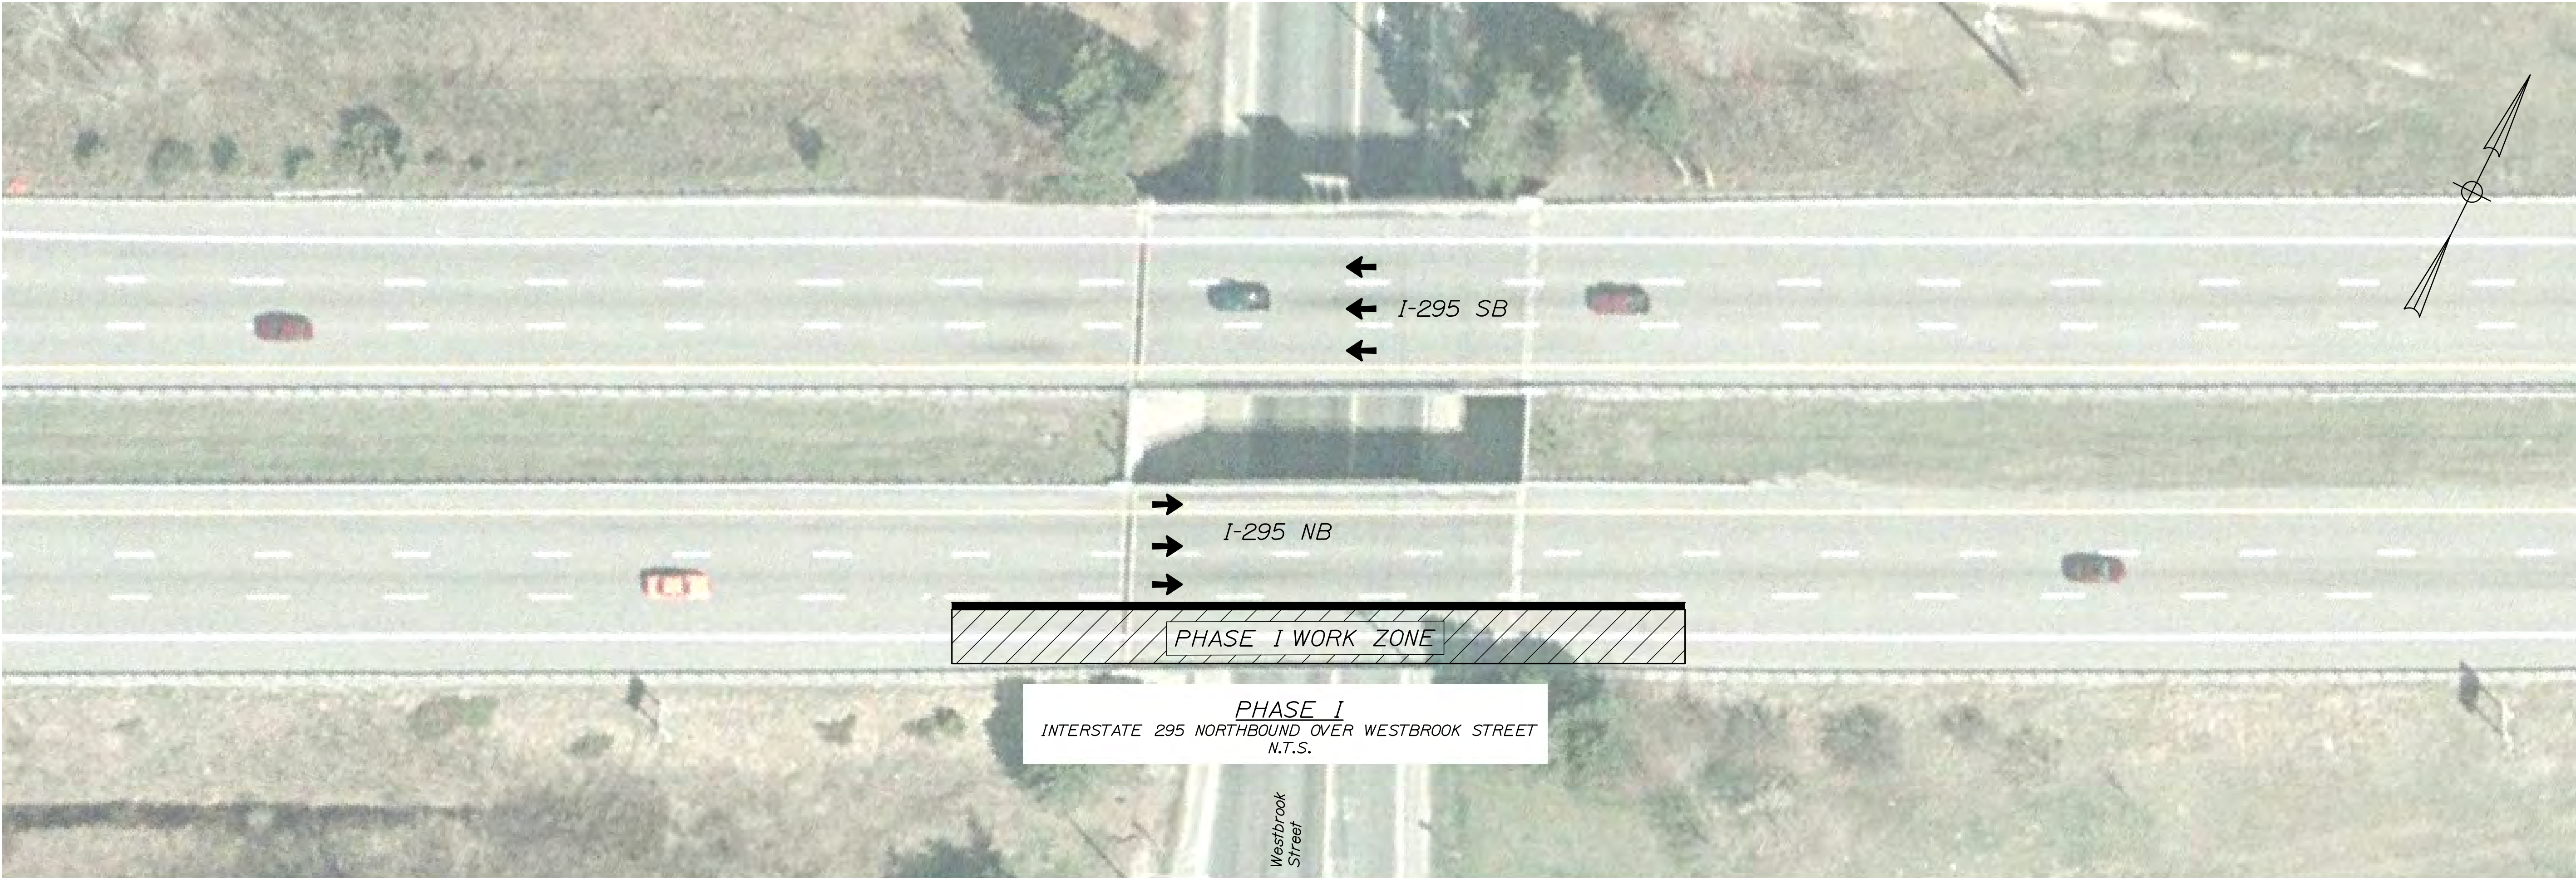 I-295 SB
I-295 NB
PHASE I WORK ZONE
PHASE I
INTERSTATE 295 NORTHBOUND OVER WESTBROOK STREET
N.T.S.
Westbrook
Street